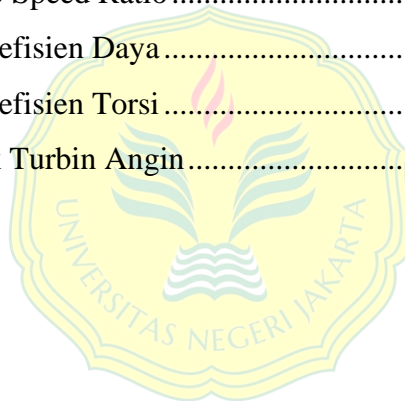 Speed Ratio.............................
efisien Daya..............................
efisien Torsi..............................
Turbin Angin...........................
UNIVERSITAS NEGERI JAKARTA